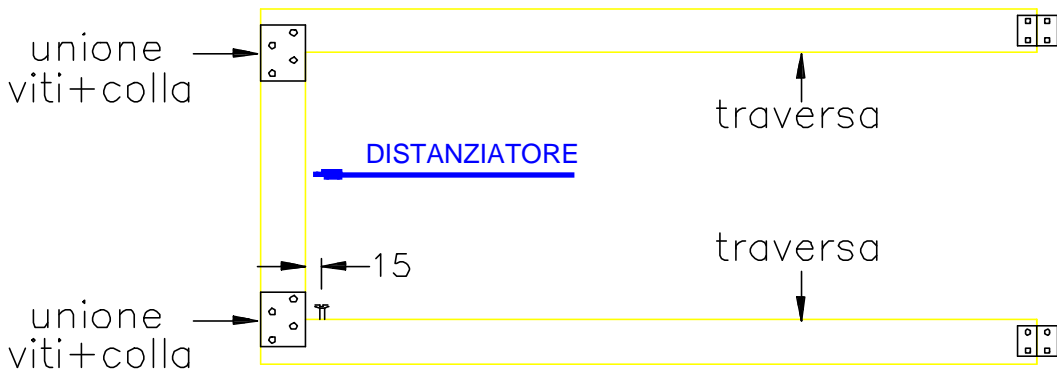 unione
viti+colla
traversa
DISTANZIATORE
traversa
15
unione
viti+colla